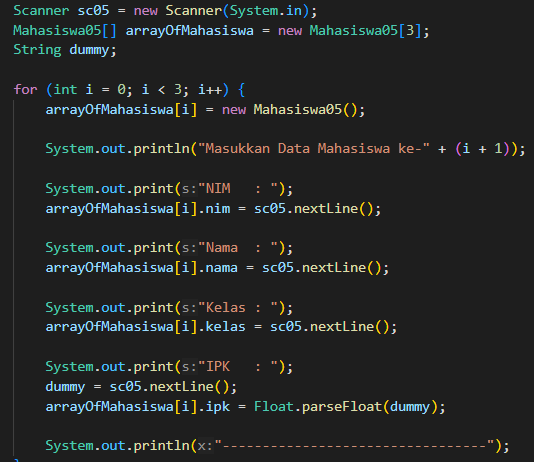 Scanner sc05 = new Scanner(System.in);
Mahasiswa05[] arrayOfMahasiswa = new Mahasiswa05[3];
String dummy;
for (int i = 0; i < 3; i++) {
arrayOfMahasiswa[i] = new Mahasiswa05();
System.out.println("Masukkan Data Mahasiswa ke-" + (i + 1));
System.out.print(s:"NIM   : ");
arrayOfMahasiswa[i].nim = sc05.nextLine();
System.out.print(s:"Nama  : ");
arrayOfMahasiswa[i].nama = sc05.nextLine();
System.out.print(s:"Kelas : ");
arrayOfMahasiswa[i].kelas = sc05.nextLine();
System.out.print(s:"IPK   : ");
dummy = sc05.nextLine();
arrayOfMahasiswa[i].ipk = Float.parseFloat(dummy);
System.out.println(x:"---------------------------------");